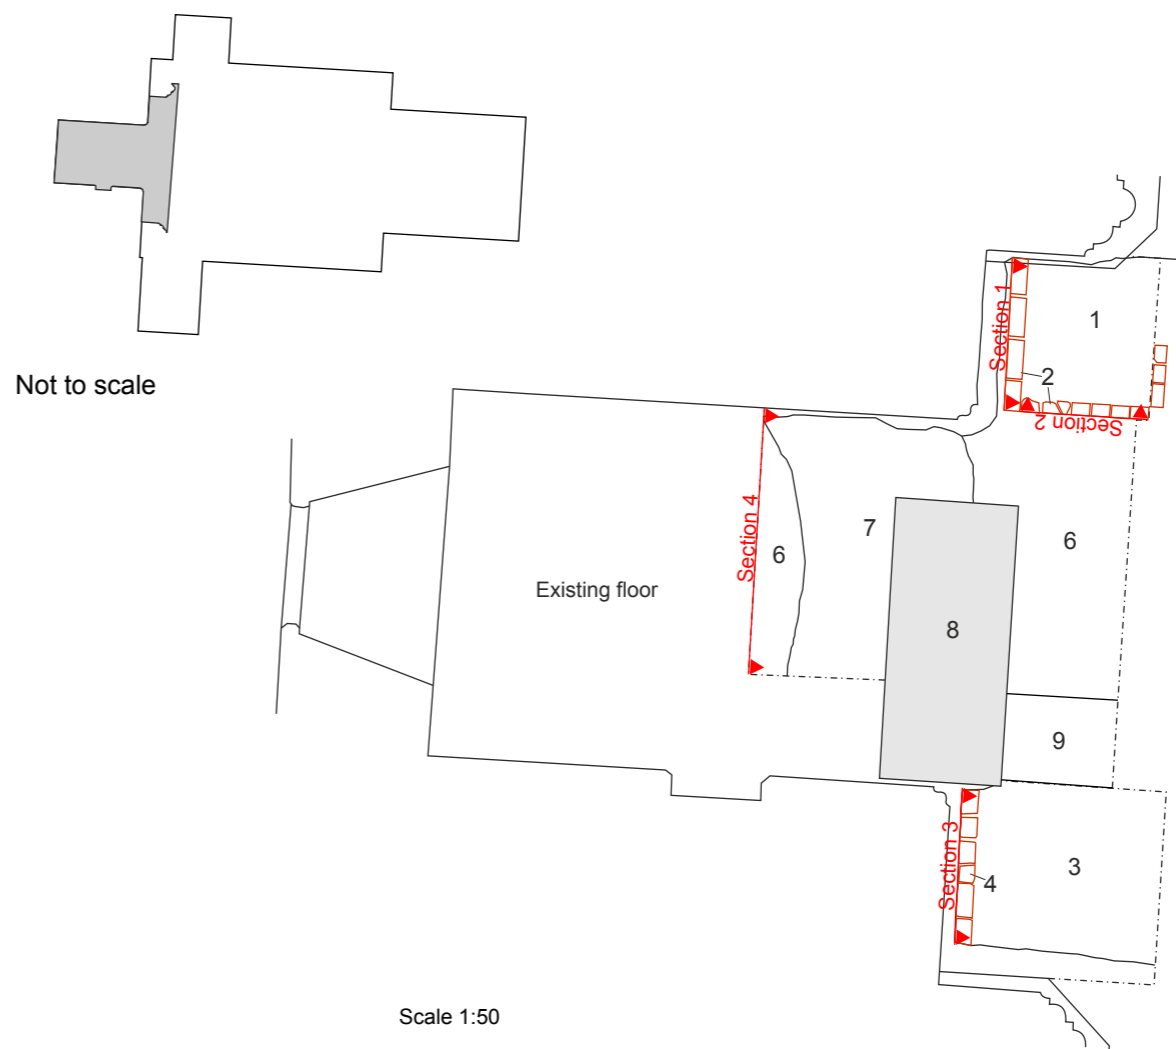 Not to scale
Section 1
1
2
Section 2
Section 4
6
7
6
Existing floor
8
9
Section 3
4
3
Scale 1:50